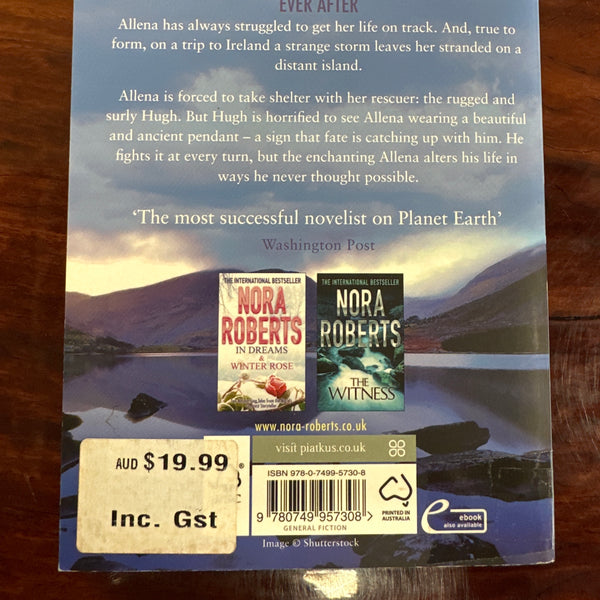 EVER AFTER
Allena has always struggled to get her life on track. And, true to
form, on a trip to Ireland a strange storm leaves her stranded on a
distant island.
Allena is forced to take shelter with her rescuer: the rugged and
surly Hugh. But Hugh is horrified to see Allena wearing a beautiful
and ancient pendant – a sign that fate is catching up with him. He
fights it at every turn, but the enchanting Allena alters his life in
ways he never thought possible.
'The most successful novelist on Planet Earth'
Washington Post
THE INTERNATIONAL BESTSELLER
NORA
ROBERTS
IN DREAMS
&
WINTER ROSE
THE INTERNATIONAL BESTSELLER
NORA
ROBERTS
THE
WITNESS
www.nora-roberts.co.uk
visit piatkus.co.uk
AUD $19.99
Inc. Gst
ISBN 978-0-7499-5730-8
9 780749 957308 >
GENERAL FICTION
PRINTED IN
AUSTRALIA
ebook
also available
Image © Shutterstock